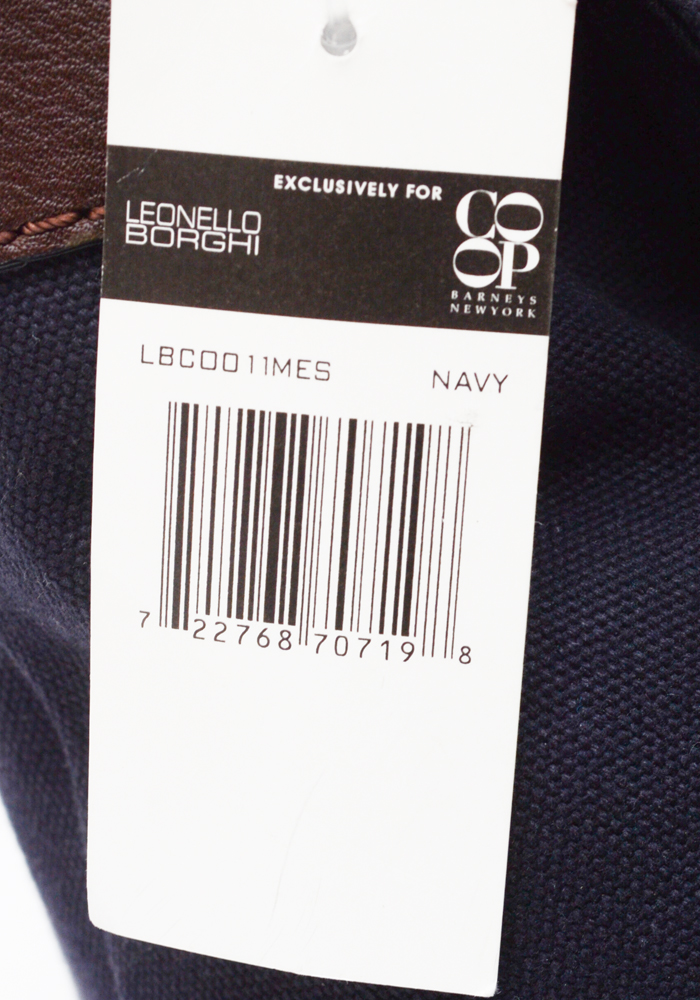 EXCLUSIVELY FOR
LEONELLO
BORGHI
CO
OP
BARNEYS
NEWYORK
LBC0011MES NAVY
7 22768 70719 8